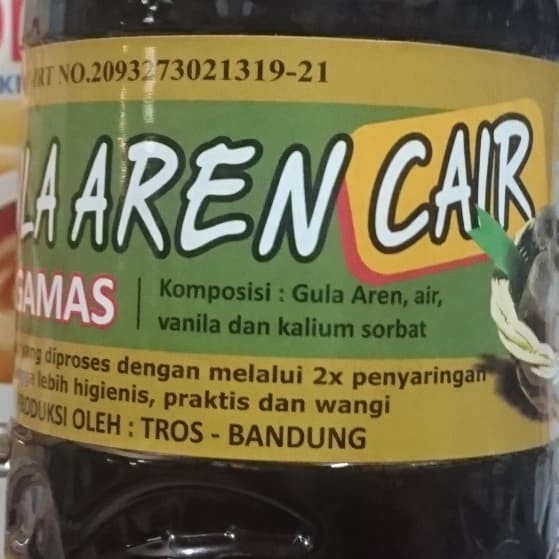 RT NO.2093273021319-21
LA AREN CAIR
GAMAS
Komposisi : Gula Aren, air,
vanila dan kalium sorbat
yang diproses dengan melalui 2x penyaringan
lebih higienis, praktis dan wangi
RODUKSI OLEH : TROS - BANDUNG